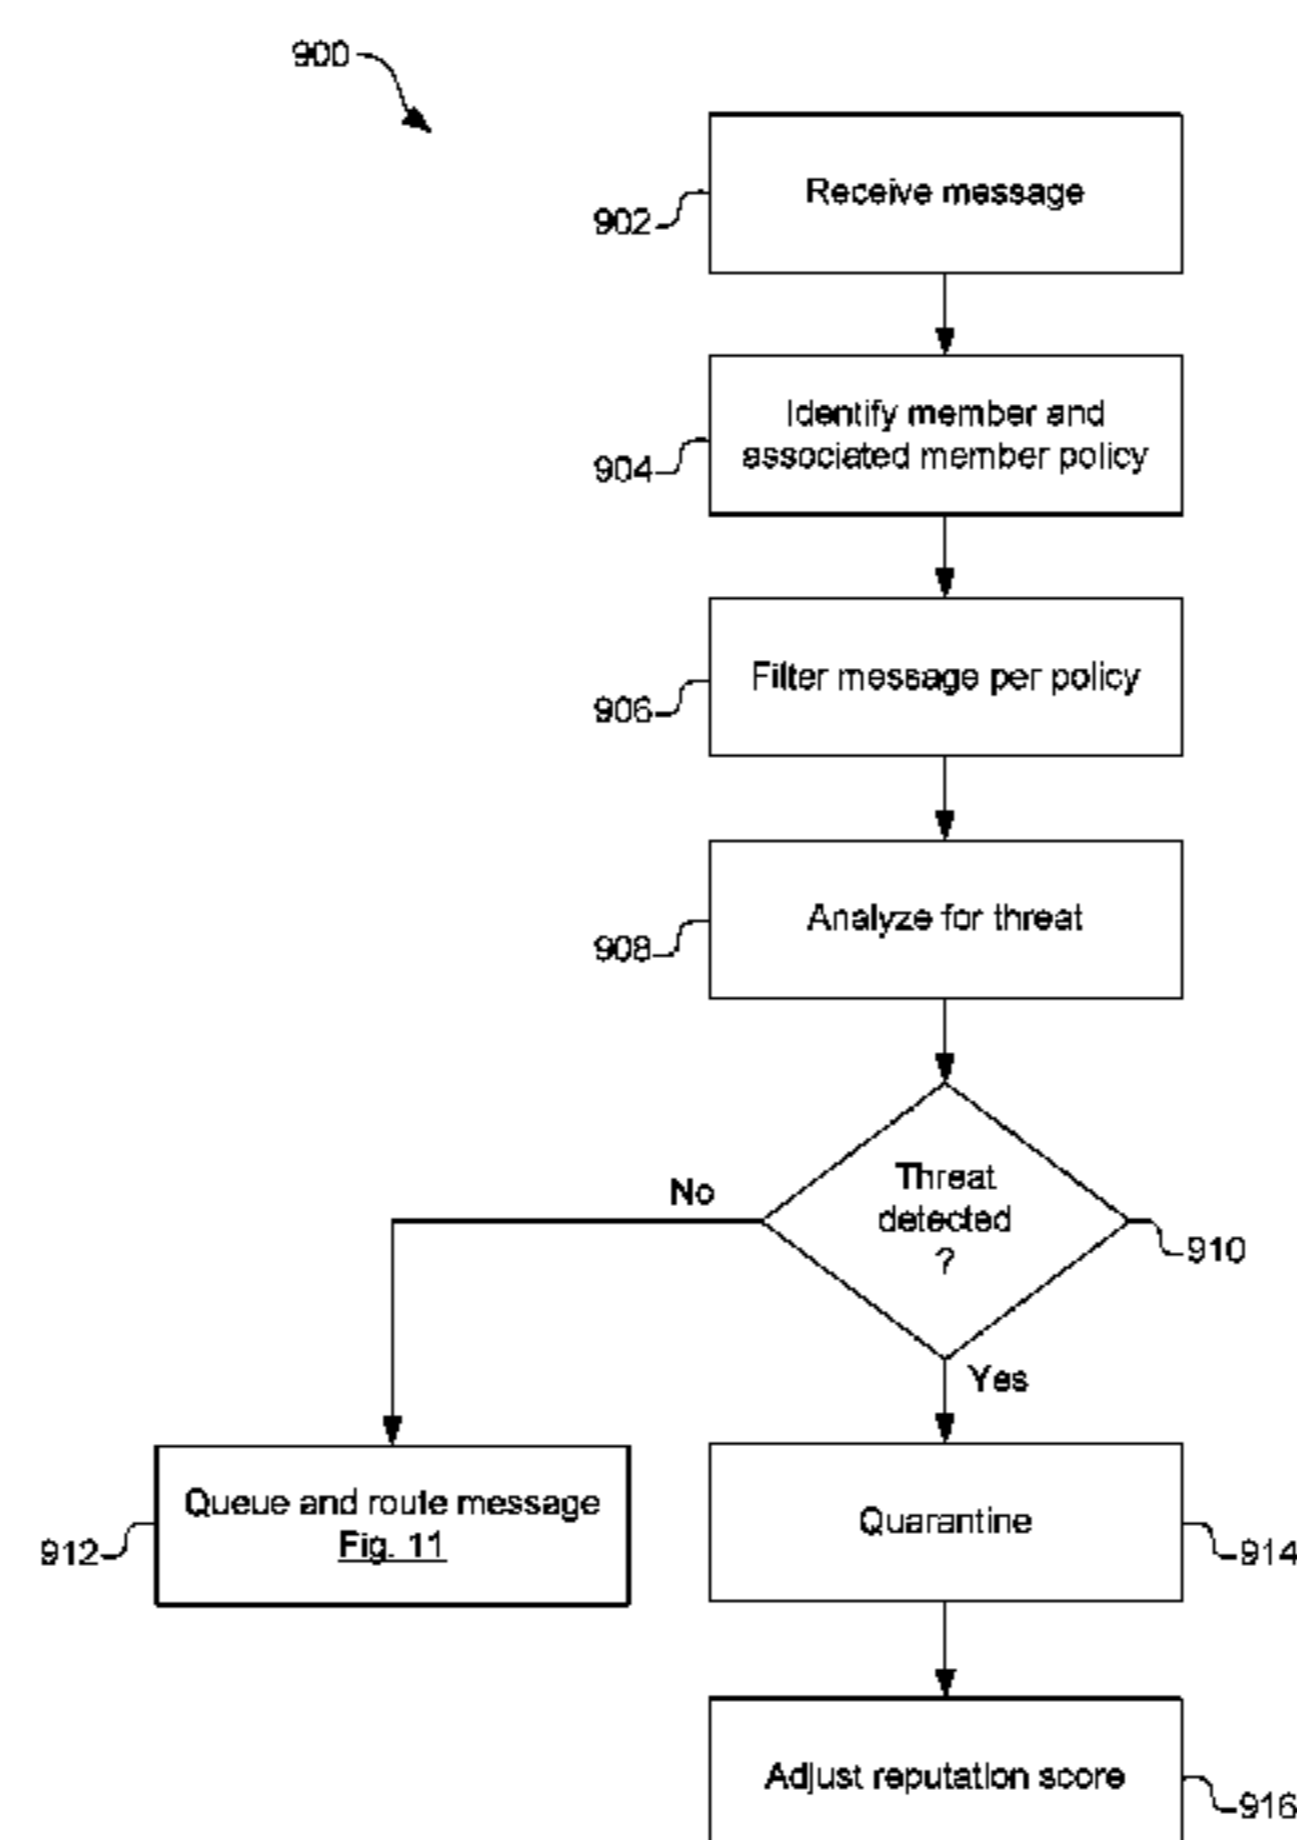 900
Receive message
902
Identify member and
associated member policy
904
Filter message per policy
906
Analyze for threat
908
Threat
detected
?
No
910
Yes
Queue and route message
Fig. 11
912
Quarantine
914
Adjust reputation score
916